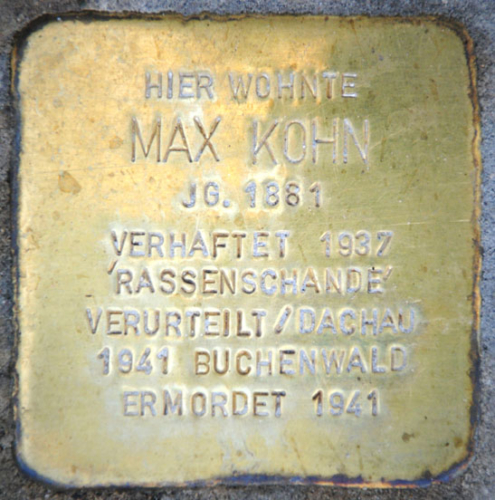 HIER WOHNTE
MAX KOHN
JG. 1881
VERHAFTET 1937
'RASSENSCHANDE'
VERURTEILT/DACHAU
1941 BUCHENWALD
ERMORDET 1941